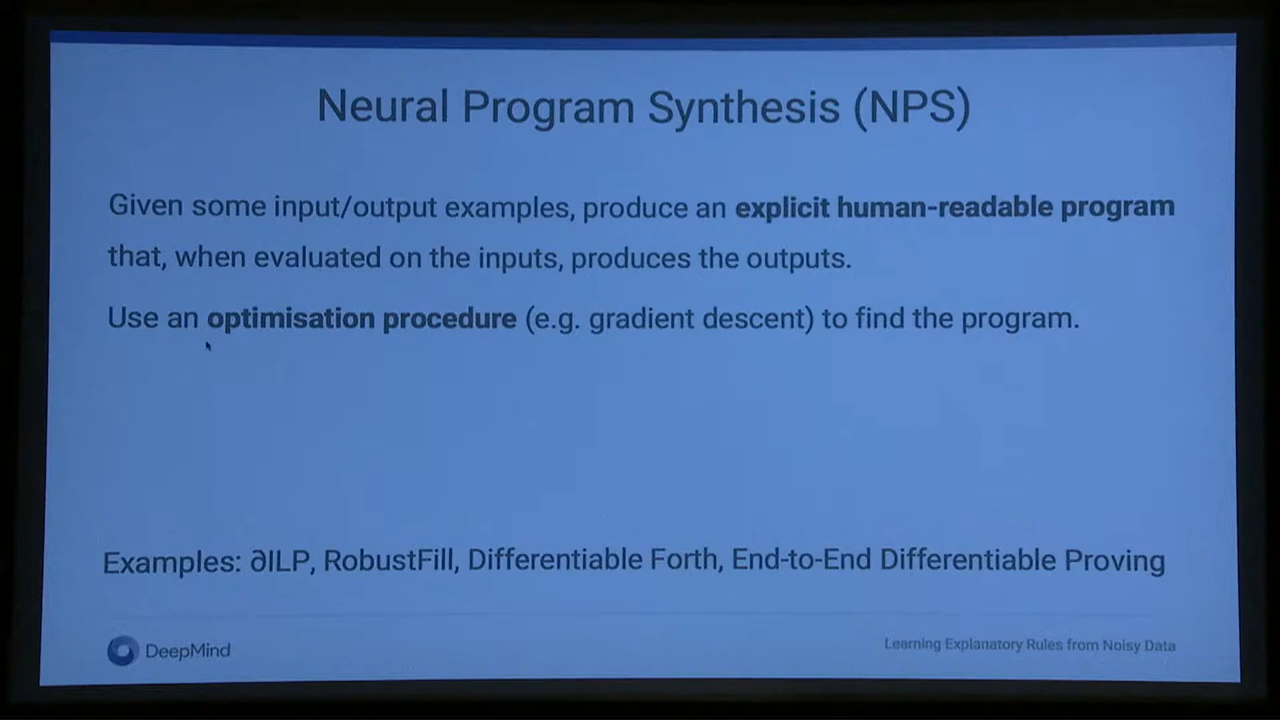 Neural Program Synthesis (NPS)
Given some input/output examples, produce an explicit human-readable program
that, when evaluated on the inputs, produces the outputs.
Use an optimisation procedure (e.g. gradient descent) to find the program.
Examples: ∂ILP, RobustFill, Differentiable Forth, End-to-End Differentiable Proving
DeepMind
Learning Explanatory Rules from Noisy Data